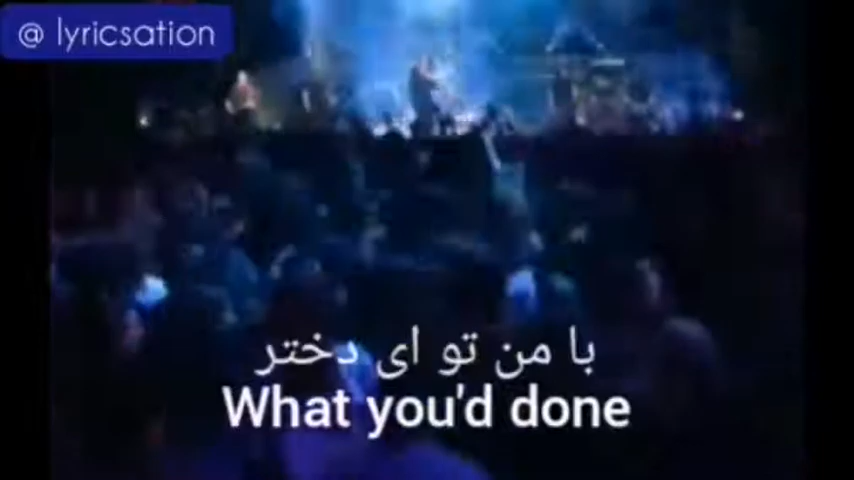 @ lyricsation
با من تو ای دختر
What you'd done